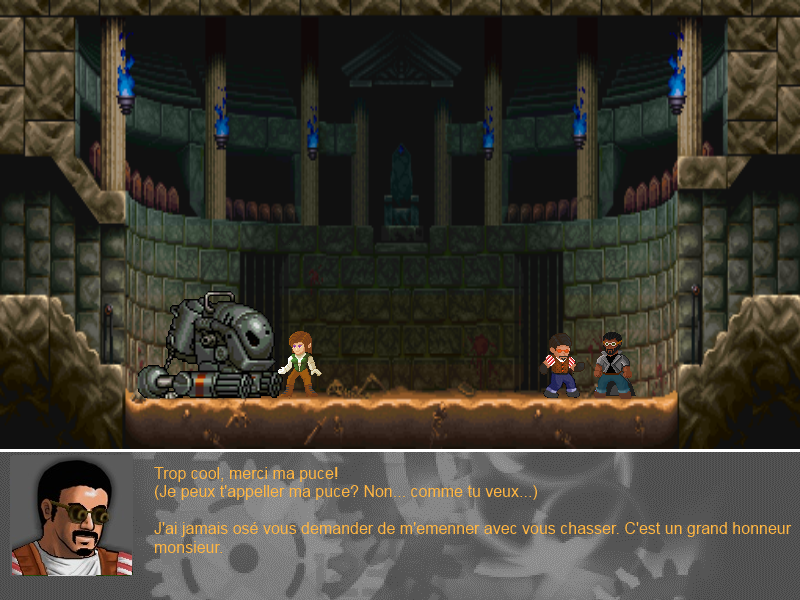 Trop cool, merci ma puce!
(Je peux t'appeller ma puce? Non... comme tu veux...)
J'ai jamais osé vous demander de m'emenner avec vous chasser. C'est un grand honneur
monsieur.